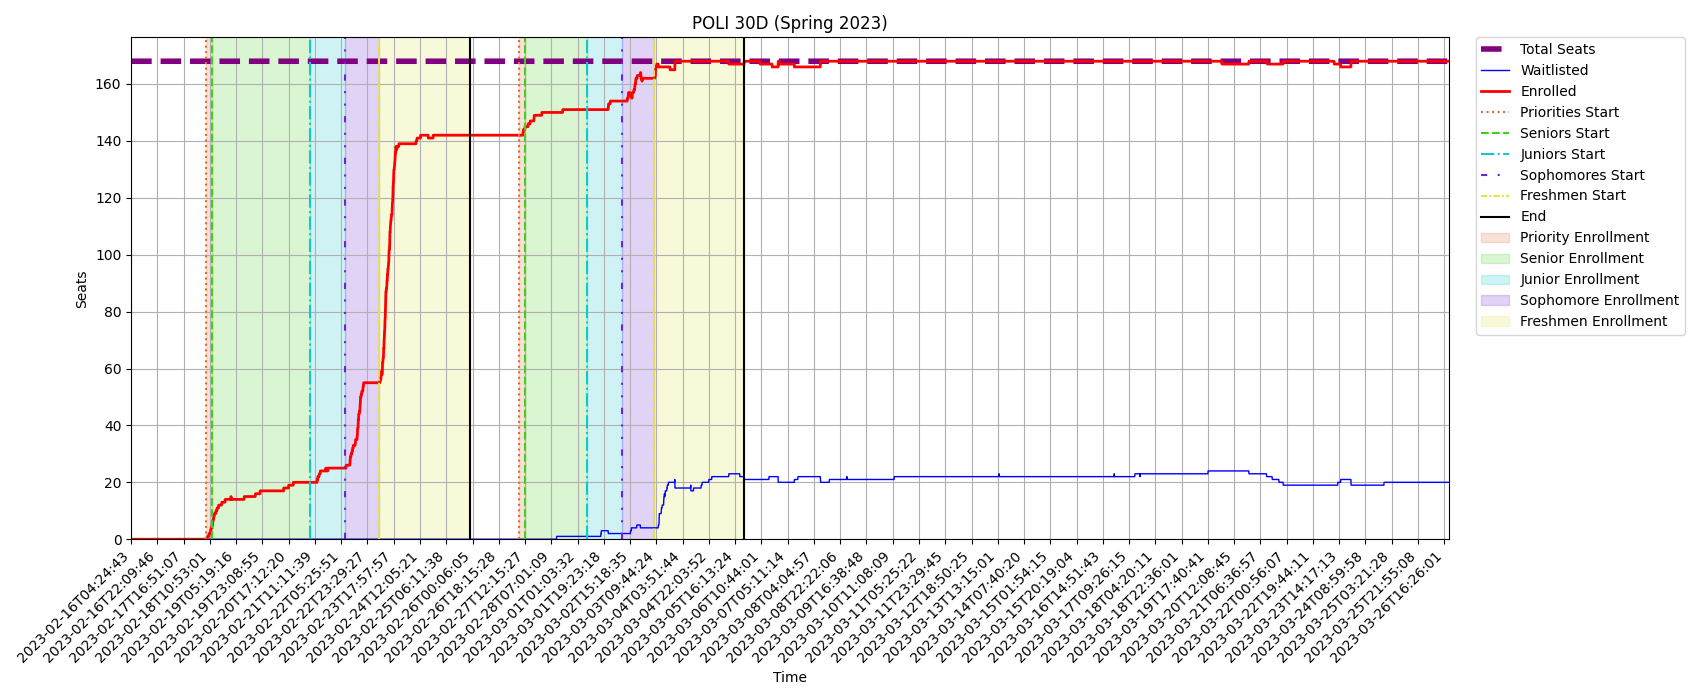 POLI 30D (Spring 2023)
Seats
160
140
120
100
80
60
40
20
0
2023-02-16T04:24:43
2023-02-16T22:09:46
2023-02-17T16:51:07
2023-02-18T10:53:01
2023-02-19T05:19:16
2023-02-19T23:08:55
2023-02-20T17:12:20
2023-02-21T11:11:39
2023-02-22T05:25:51
2023-02-22T23:29:27
2023-02-23T17:57:57
2023-02-24T12:05:21
2023-02-25T06:11:38
2023-02-26T00:06:05
2023-02-26T18:15:28
2023-02-27T12:15:27
2023-02-28T07:01:09
2023-03-01T01:03:32
2023-03-01T19:23:18
2023-03-02T15:18:35
2023-03-03T09:44:24
2023-03-04T03:51:44
2023-03-04T22:03:52
2023-03-05T16:13:24
2023-03-06T10:44:01
2023-03-07T05:11:14
2023-03-08T04:04:57
2023-03-08T22:22:06
2023-03-09T16:38:48
2023-03-10T11:08:09
2023-03-11T05:25:22
2023-03-11T23:29:45
2023-03-12T18:50:25
2023-03-13T13:15:01
2023-03-14T07:40:20
2023-03-15T01:54:15
2023-03-15T20:19:04
2023-03-16T14:51:43
2023-03-17T09:26:15
2023-03-18T04:20:11
2023-03-18T22:36:01
2023-03-19T17:40:41
2023-03-20T12:08:45
2023-03-21T06:36:57
2023-03-22T00:56:07
2023-03-22T19:44:11
2023-03-23T14:17:13
2023-03-24T08:59:58
2023-03-25T03:21:28
2023-03-25T21:55:08
2023-03-26T16:26:01
Time
Total Seats
Waitlisted
Enrolled
Priorities Start
Seniors Start
Juniors Start
Sophomores Start
Freshmen Start
End
Priority Enrollment
Senior Enrollment
Junior Enrollment
Sophomore Enrollment
Freshmen Enrollment